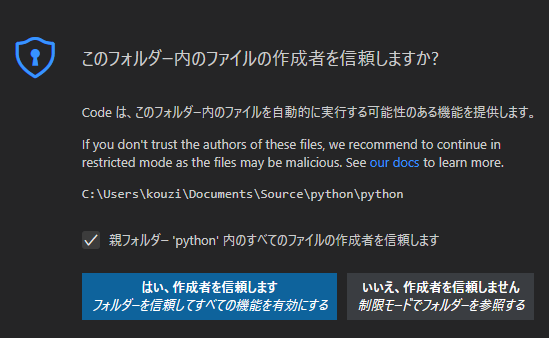 このフォルダー内のファイルの作成者を信頼しますか?
Code は、このフォルダー内のファイルを自動的に実行する可能性のある機能を提供します。
If you don't trust the authors of these files, we recommend to continue in
restricted mode as the files may be malicious. See our docs to learn more.
C:\Users\kouzi\Documents\Source\python\python
親フォルダー 'python' 内のすべてのファイルの作成者を信頼します
はい、作成者を信頼します
フォルダーを信頼してすべての機能を有効にする
いいえ、作成者を信頼しません
制限モードでフォルダーを参照する